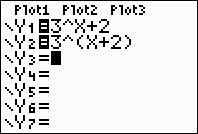 Plot1 Plot2 Plot3
\Y1=3^X+2
\Y2=3^(X+2)
\Y3=
\Y4=
\Y5=
\Y6=
\Y7=